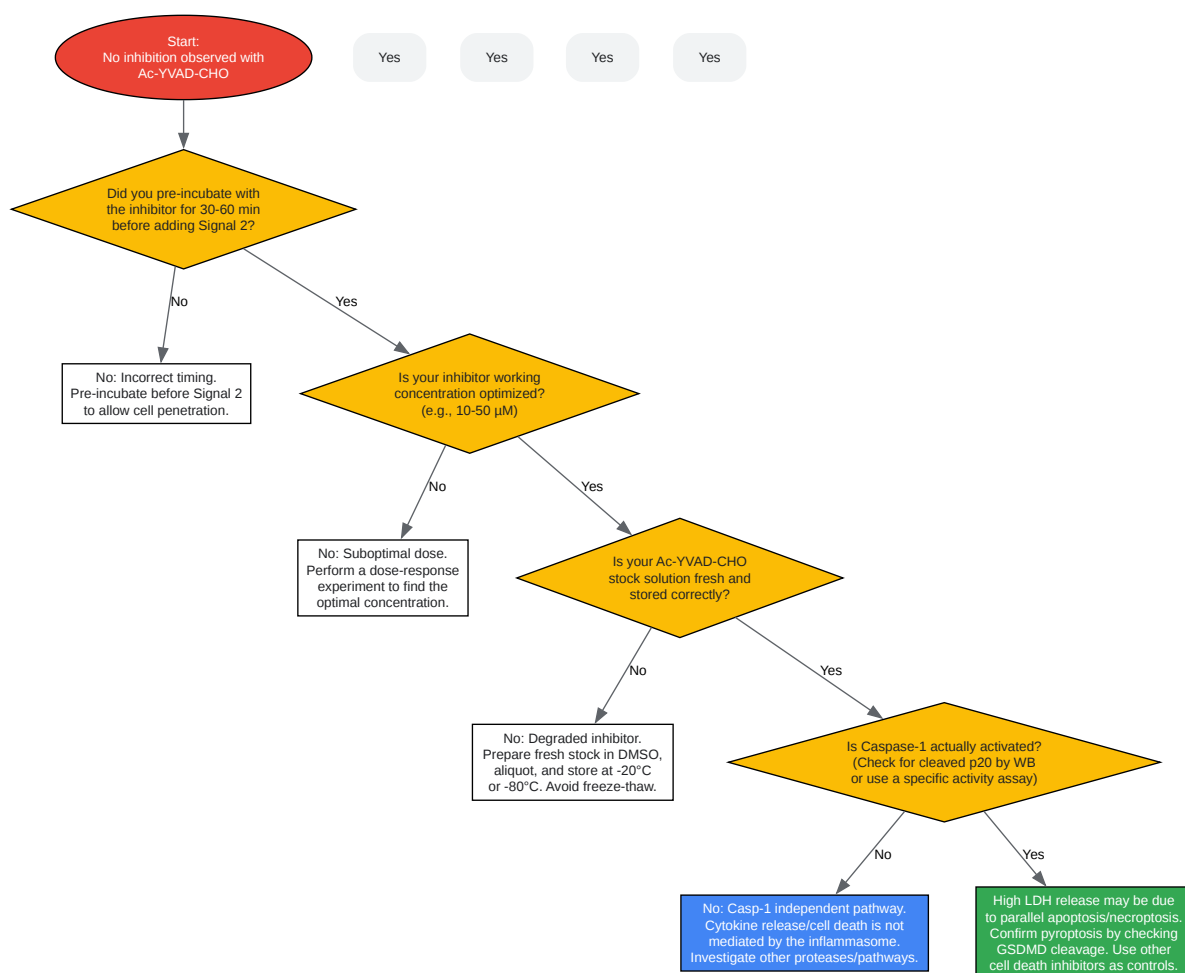 Start:
No inhibition observed with
Ac-YVAD-CHO
Yes
Yes
Yes
Yes
Did you pre-incubate with
the inhibitor for 30-60 min
before adding Signal 2?
No
Yes
No: Incorrect timing.
Pre-incubate before Signal 2
to allow cell penetration.
Is your inhibitor working
concentration optimized?
(e.g., 10-50 µM)
No
Yes
No: Suboptimal dose.
Perform a dose-response
experiment to find the
optimal concentration.
Is your Ac-YVAD-CHO
stock solution fresh and
stored correctly?
No
Yes
No: Degraded inhibitor.
Prepare fresh stock in DMSO,
aliquot, and store at -20°C
or -80°C. Avoid freeze-thaw.
Is Caspase-1 actually activated?
(Check for cleaved p20 by WB
or use a specific activity assay)
No
Yes
No: Casp-1 independent pathway.
Cytokine release/cell death is not
mediated by the inflammasome.
Investigate other proteases/pathways.
High LDH release may be due
to parallel apoptosis/necroptosis.
Confirm pyroptosis by checking
GSDMD cleavage. Use other
cell death inhibitors as controls.